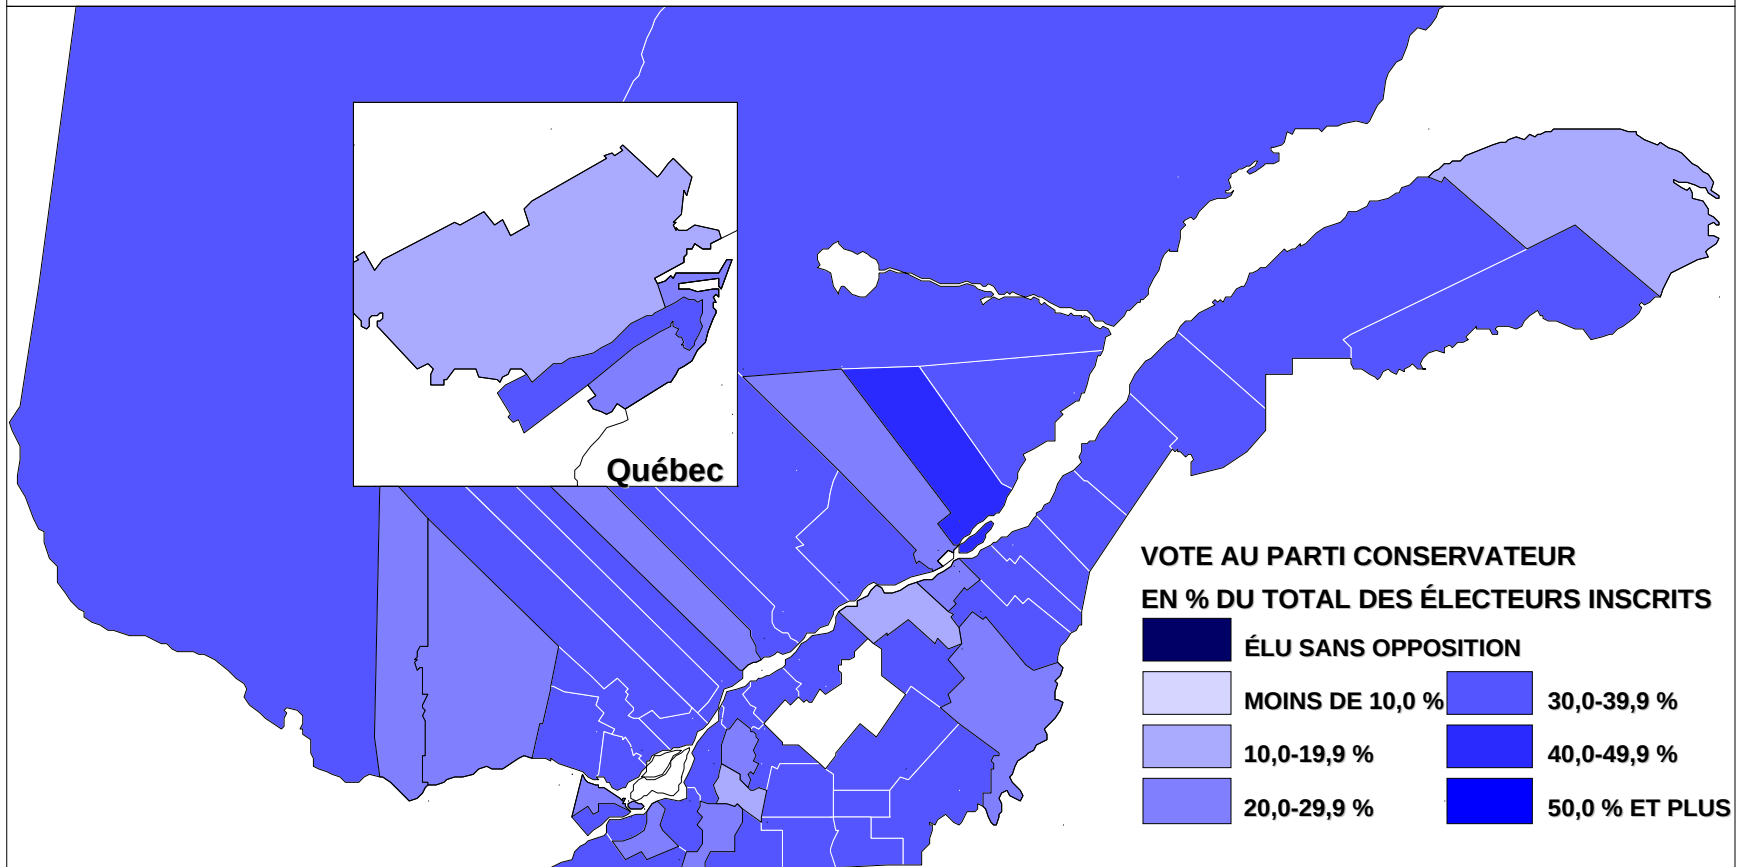 Québec
VOTE AU PARTI CONSERVATEUR
EN % DU TOTAL DES ÉLECTEURS INSCRITS
ÉLU SANS OPPOSITION
MOINS DE 10,0 %
30,0-39,9 %
10,0-19,9 %
40,0-49,9 %
20,0-29,9 %
50,0 % ET PLUS